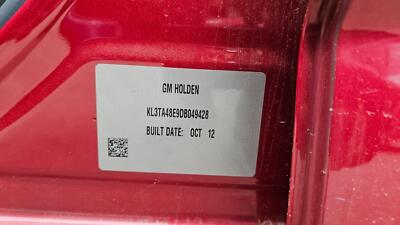 GM HOLDEN
KL3TA48E9DB049428
BUILT DATE: OCT 12